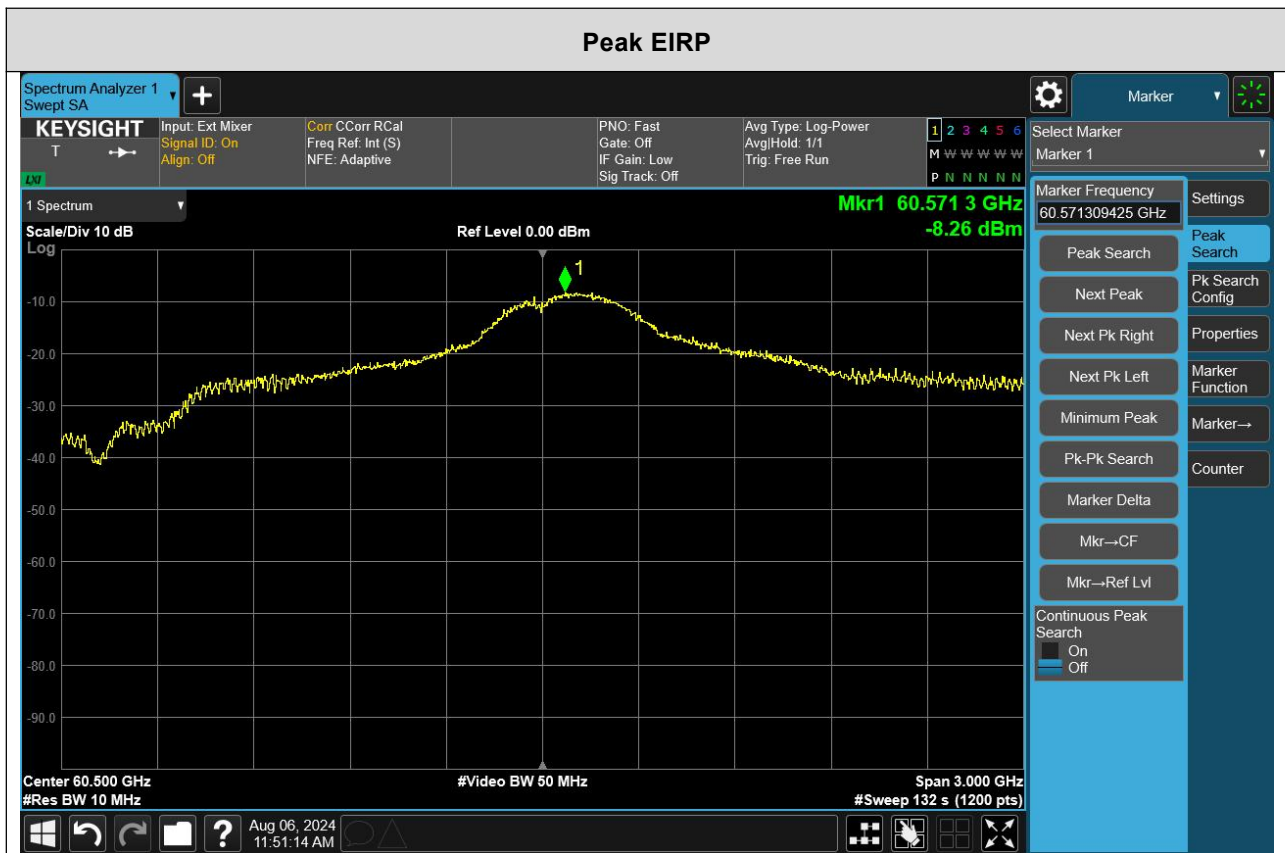 Peak EIRP
Spectrum Analyzer 1
Swept SA
+
Marker
KEYSIGHT
T
LXI
Input: Ext Mixer
Signal ID: On
Align: Off
Corr CCorr RCal
Freq Ref: Int (S)
NFE: Adaptive
PNO: Fast
Gate: Off
IF Gain: Low
Sig Track: Off
Avg Type: Log-Power
Avg|Hold: 1/1
Trig: Free Run
1 2 3 4 5 6
M W W W W W
P N N N N N
Select Marker
Marker 1
1 Spectrum
Scale/Div 10 dB
Log
Ref Level 0.00 dBm
Mkr1 60.571 3 GHz
-8.26 dBm
1
-10.0
-20.0
-30.0
-40.0
-50.0
-60.0
-70.0
-80.0
-90.0
Center 60.500 GHz
#Res BW 10 MHz
#Video BW 50 MHz
Span 3.000 GHz
#Sweep 132 s (1200 pts)
Marker Frequency
60.571309425 GHz
Peak Search
Next Peak
Next Pk Right
Next Pk Left
Minimum Peak
Pk-Pk Search
Marker Delta
Mkr→CF
Mkr→Ref Lvl
Continuous Peak
Search
On
Off
Settings
Peak
Search
Pk Search
Config
Properties
Marker
Function
Marker→
Counter
?
Aug 06, 2024
11:51:14 AM